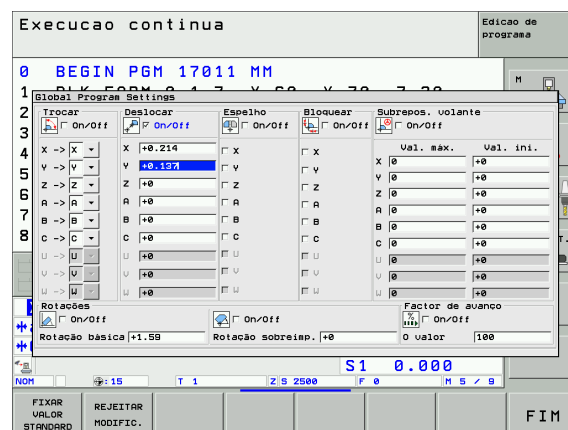 Execucao continua
Edicao de
programa
0 BEGIN PGM 17011 MM
1
M
Global Program Settings
2 Trocar Deslocar Espelho Bloquear Subrepos. volante
On/Off On/Off On/Off On/Off On/Off
3
Val. máx. Val. ini.
4 X -> X X +0.214 X X X 0 +0
5 Y -> Y Y +0.137 Y Y Y 0 +0
6 Z -> Z Z +0 Z Z Z 0 +0
7 A -> A A +0 A A A 0 +0
B -> B B +0 B B B 0 +0
8 C -> C C +0 C C C 0 +0
U -> U U +0 U U U 0 +0
V -> V V +0 V V V 0 +0
W -> W W +0 W W W 0 +0
Rotações Factor de avanço
On/Off On/Off On/Off
Rotação básica +1.59 Rotação sobreimp. +0 O valor 100
S1 0.000
NOM : 15 T 1 Z S 2500 F 0 M 5 / 9
FIXAR
VALOR
STANDARD
REJEITAR
MODIFIC.
FIM